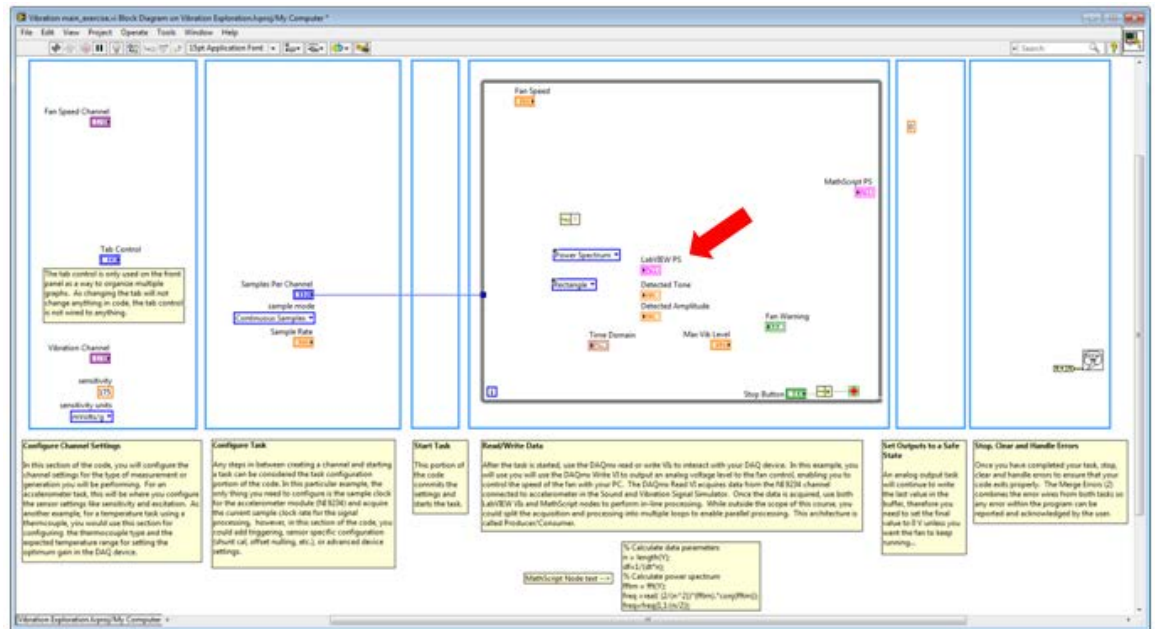 Vibration main_exercise.vi Block Diagram on Vibration Exploration.lvproj/My Computer *
File Edit View Project Operate Tools Window Help
15pt Application Font
Search
Fan Speed Channel
Tab Control
The tab control is only used on the front
panel as a way to organize multiple
graphs. As changing the tab will not
change anything in code, the tab control
is not wired to anything.
Vibration Channel
sensitivity
175
sensitivity units
mVolts/g
Samples Per Channel
sample mode
Continuous Samples
Sample Rate
Fan Speed
MathScript PS
Power Spectrum
LabVIEW PS
Rectangle
Detected Tone
Detected Amplitude
Fan Warning
Time Domain
Max Vib Level
i
Stop Button
Configure Channel Settings
In this section of the code, you will configure the
channel settings for the type of measurement or
generation you will be performing. For an
accelerometer task, this will be where you configure
the sensor settings like sensitivity and excitation. As
another example, for a temperature task using a
thermocouple, you would use this section for
configuring: the thermocouple type and the
expected temperature range for setting the
optimum gain in the DAQ device.
Configure Task
Any steps in between creating a channel and starting
a task can be considered the task configuration
portion of the code. In this particular example, the
only thing you need to configure is the sample clock
for the accelerometer module (NI 9234) and acquire
the current sample clock rate for the signal
processing, however, in this section of the code, you
could add triggering, sensor specific configuration
(shunt cal, offset nulling, etc.), or advanced device
settings.
Start Task
This portion of
the code
commits the
settings and
starts the task.
Read/Write Data
After the task is started, use the DAQmx read or write VIs to interact with your DAQ device. In this example, you
will use you will use the DAQmx Write VI to output an analog voltage level to the fan control, enabling you to
control the speed of the fan with your PC. The DAQmx Read VI acquires data from the NI 9234 channel
connected to accelerometer in the Sound and Vibration Signal Simulator. Once the data is acquired, use both
LabVIEW VIs and MathScript nodes to perform in-line processing. While outside the scope of this course, you
could split the acquisition and processing into multiple loops to enable parallel processing. This architecture is
called Producer/Consumer.
Set Outputs to a Safe
State
An analog output task
will continue to write
the last value in the
buffer, therefore you
need to set the final
value to 0 V unless you
want the fan to keep
running...
Stop, Clear and Handle Errors
Once you have completed your task, stop,
clear and handle errors to ensure that your
code exits properly. The Merge Errors (2)
combines the error wires from both tasks so
any error within the program can be
reported and acknowledged by the user.
MathScript Node text -->
% Calculate data parameters
n = length(Y);
df=1/(dt*n);
% Calculate power spectrum
fftm = fft(Y);
freq =real( (2/(n^2))*(fftm).*conj(fftm));
freq=freq(1,1:(n/2));
Vibration Exploration.lvproj/My Computer